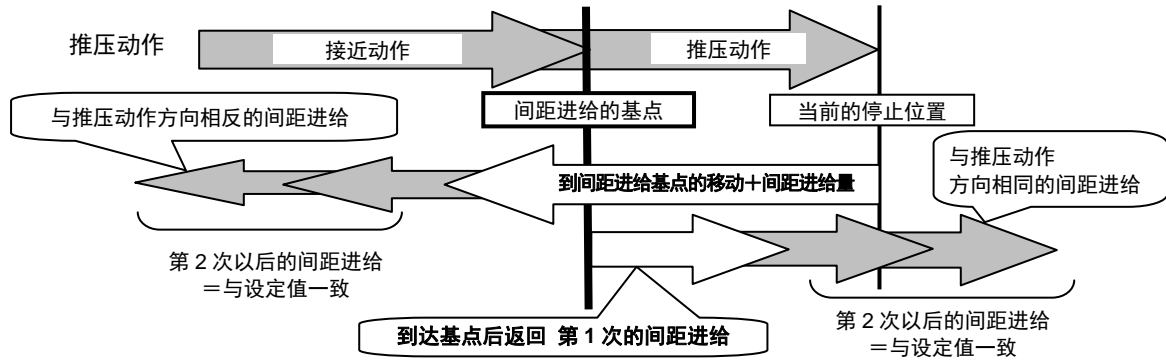 推压动作
接近动作
推压动作
间距进给的基点
当前的停止位置
与推压动作方向相反的间距进给
与推压动作
方向相同的间距进给
到间距进给基点的移动＋间距进给量
第 2 次以后的间距进给
＝与设定值一致
到达基点后返回 第 1 次的间距进给
第 2 次以后的间距进给
＝与设定值一致